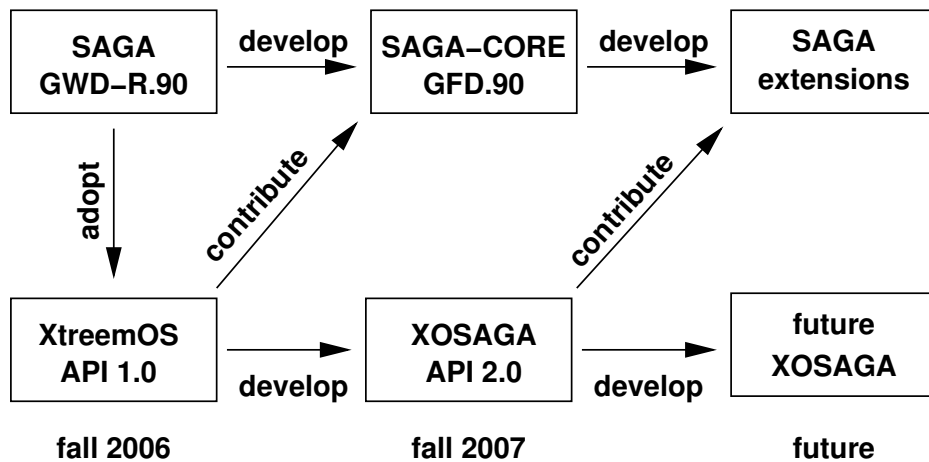 SAGA
GWD−R.90
develop
SAGA−CORE
GFD.90
develop
SAGA
extensions
adopt
contribute
contribute
XtreemOS
API 1.0
develop
XOSAGA
API 2.0
develop
future
XOSAGA
fall 2006
fall 2007
future